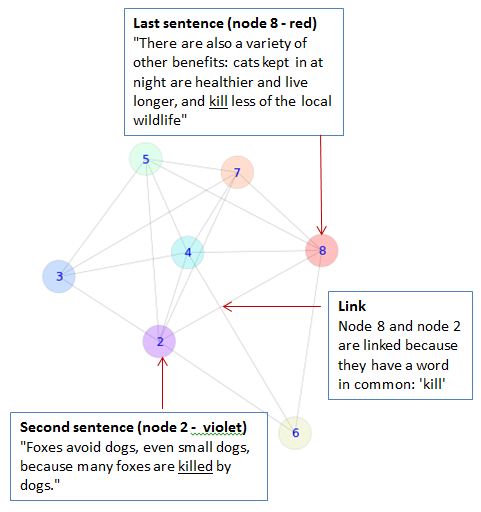 Last sentence (node 8 - red)
"There are also a variety of
other benefits: cats kept in at
night are healthier and live
longer, and kill less of the local
wildlife"
5
7
4
8
3
2
6
Link
Node 8 and node 2
are linked because
they have a word
in common: 'kill'
Second sentence (node 2 - violet)
"Foxes avoid dogs, even small dogs,
because many foxes are killed by
dogs."